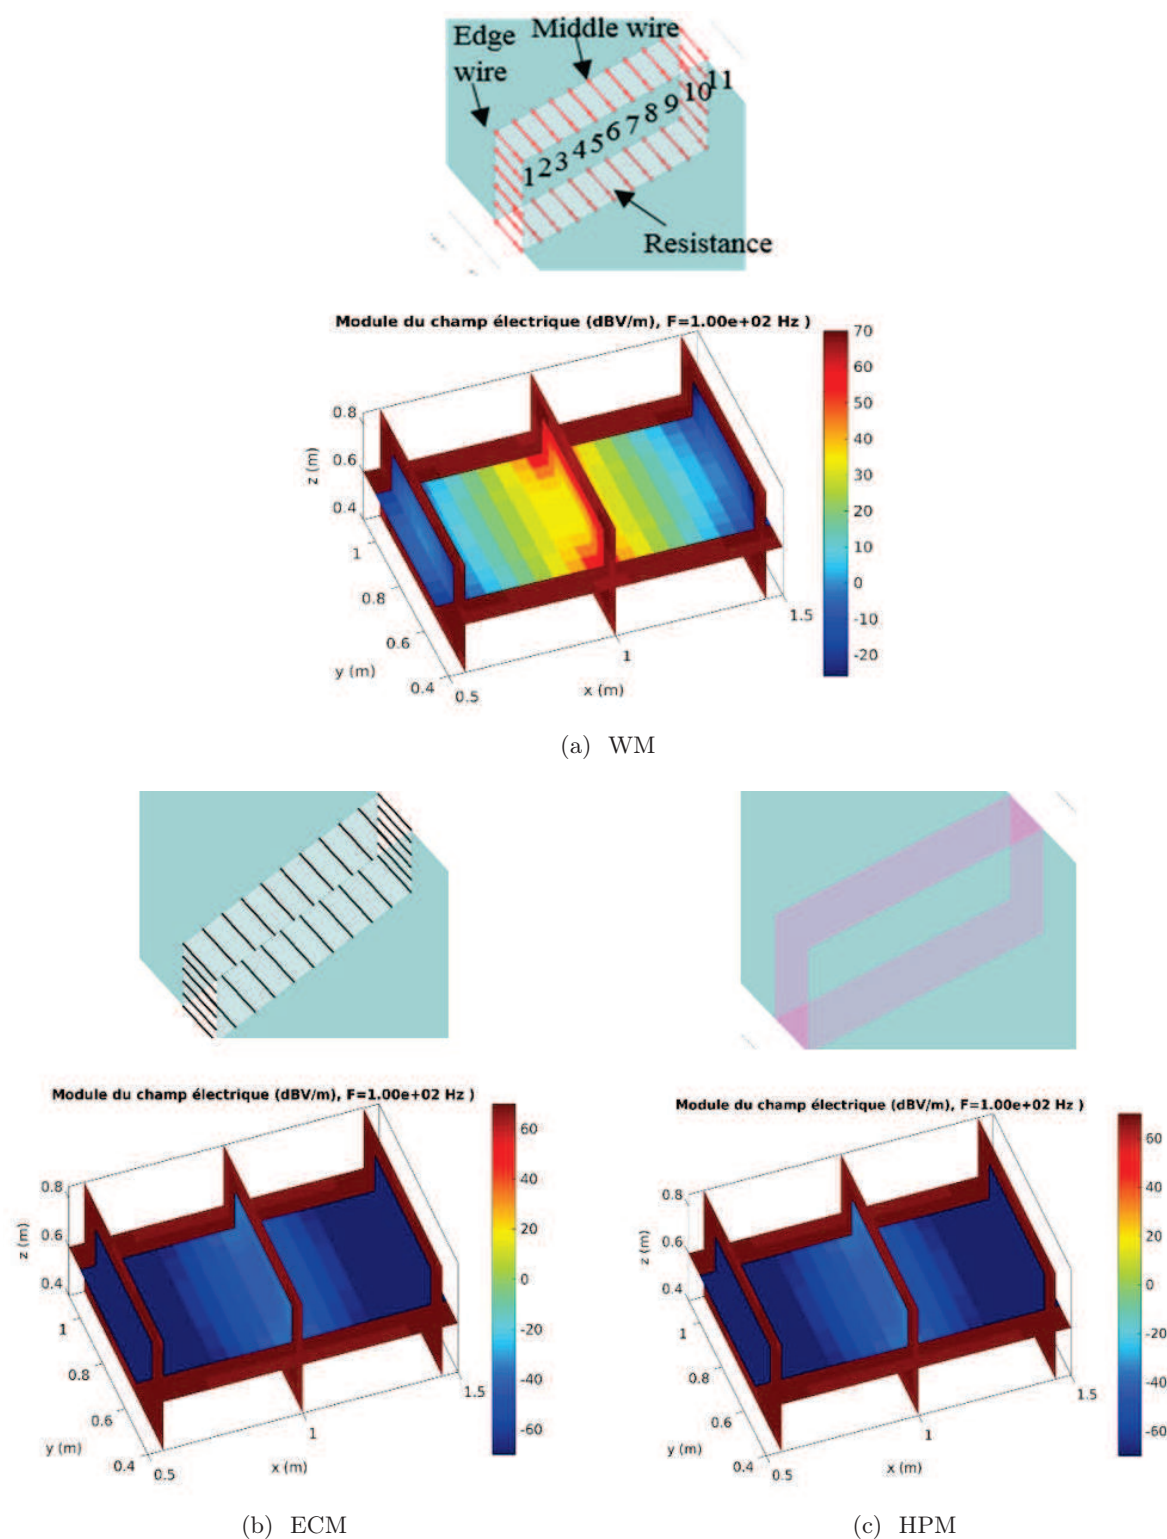 Edge wire
Middle wire
1 2 3 4 5 6 7 8 9 10 11
Resistance
Module du champ électrique (dBV/m), F=1.00e+02 Hz )
0.8
0.6
0.4
z (m)
1
0.8
0.6
0.4
y (m)
0.5
1
1.5
x (m)
70
60
50
40
30
20
10
0
-10
-20
(a) WM
Module du champ électrique (dBV/m), F=1.00e+02 Hz )
0.8
0.6
0.4
z (m)
1
0.8
0.6
0.4
y (m)
0.5
1
1.5
x (m)
60
40
20
0
-20
-40
-60
(b) ECM
Module du champ électrique (dBV/m), F=1.00e+02 Hz )
0.8
0.6
0.4
z (m)
1
0.8
0.6
0.4
y (m)
0.5
1
1.5
x (m)
60
40
20
0
-20
-40
-60
(c) HPM